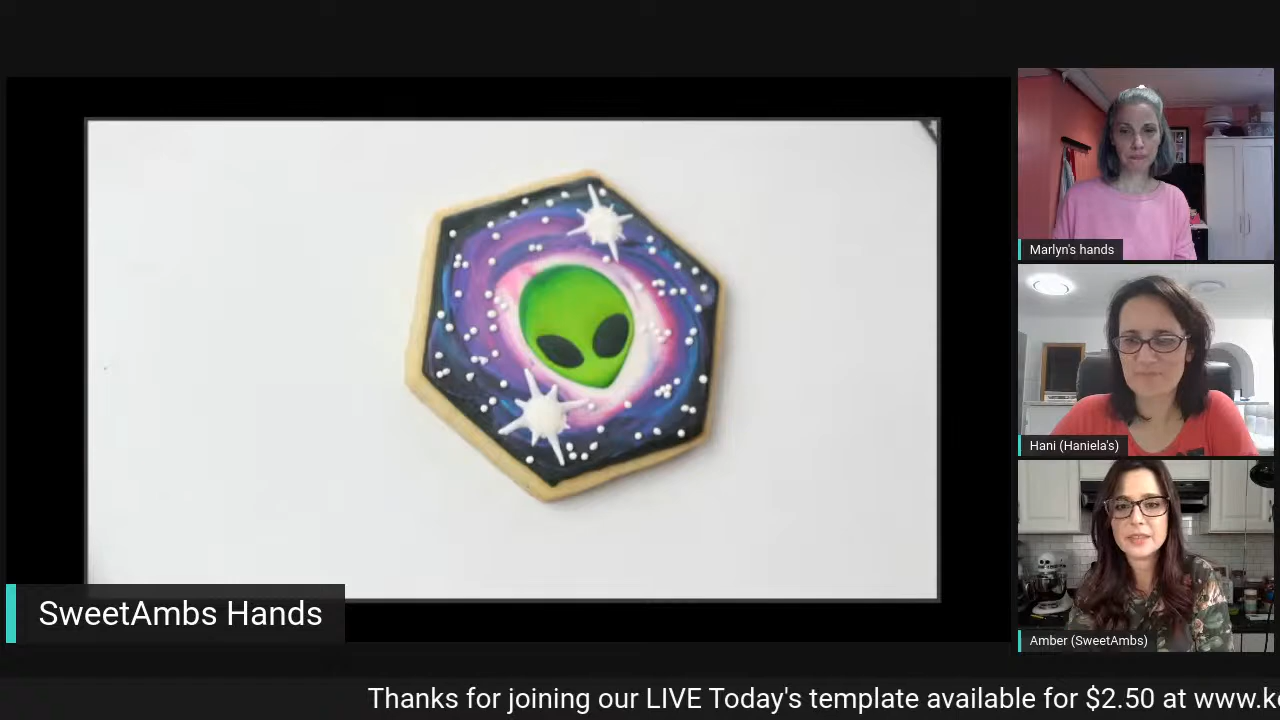 Marlyn's hands
Hani (Haniela's)
SweetAmbs Hands
Amber (SweetAmbs)
Thanks for joining our LIVE Today's template available for $2.50 at